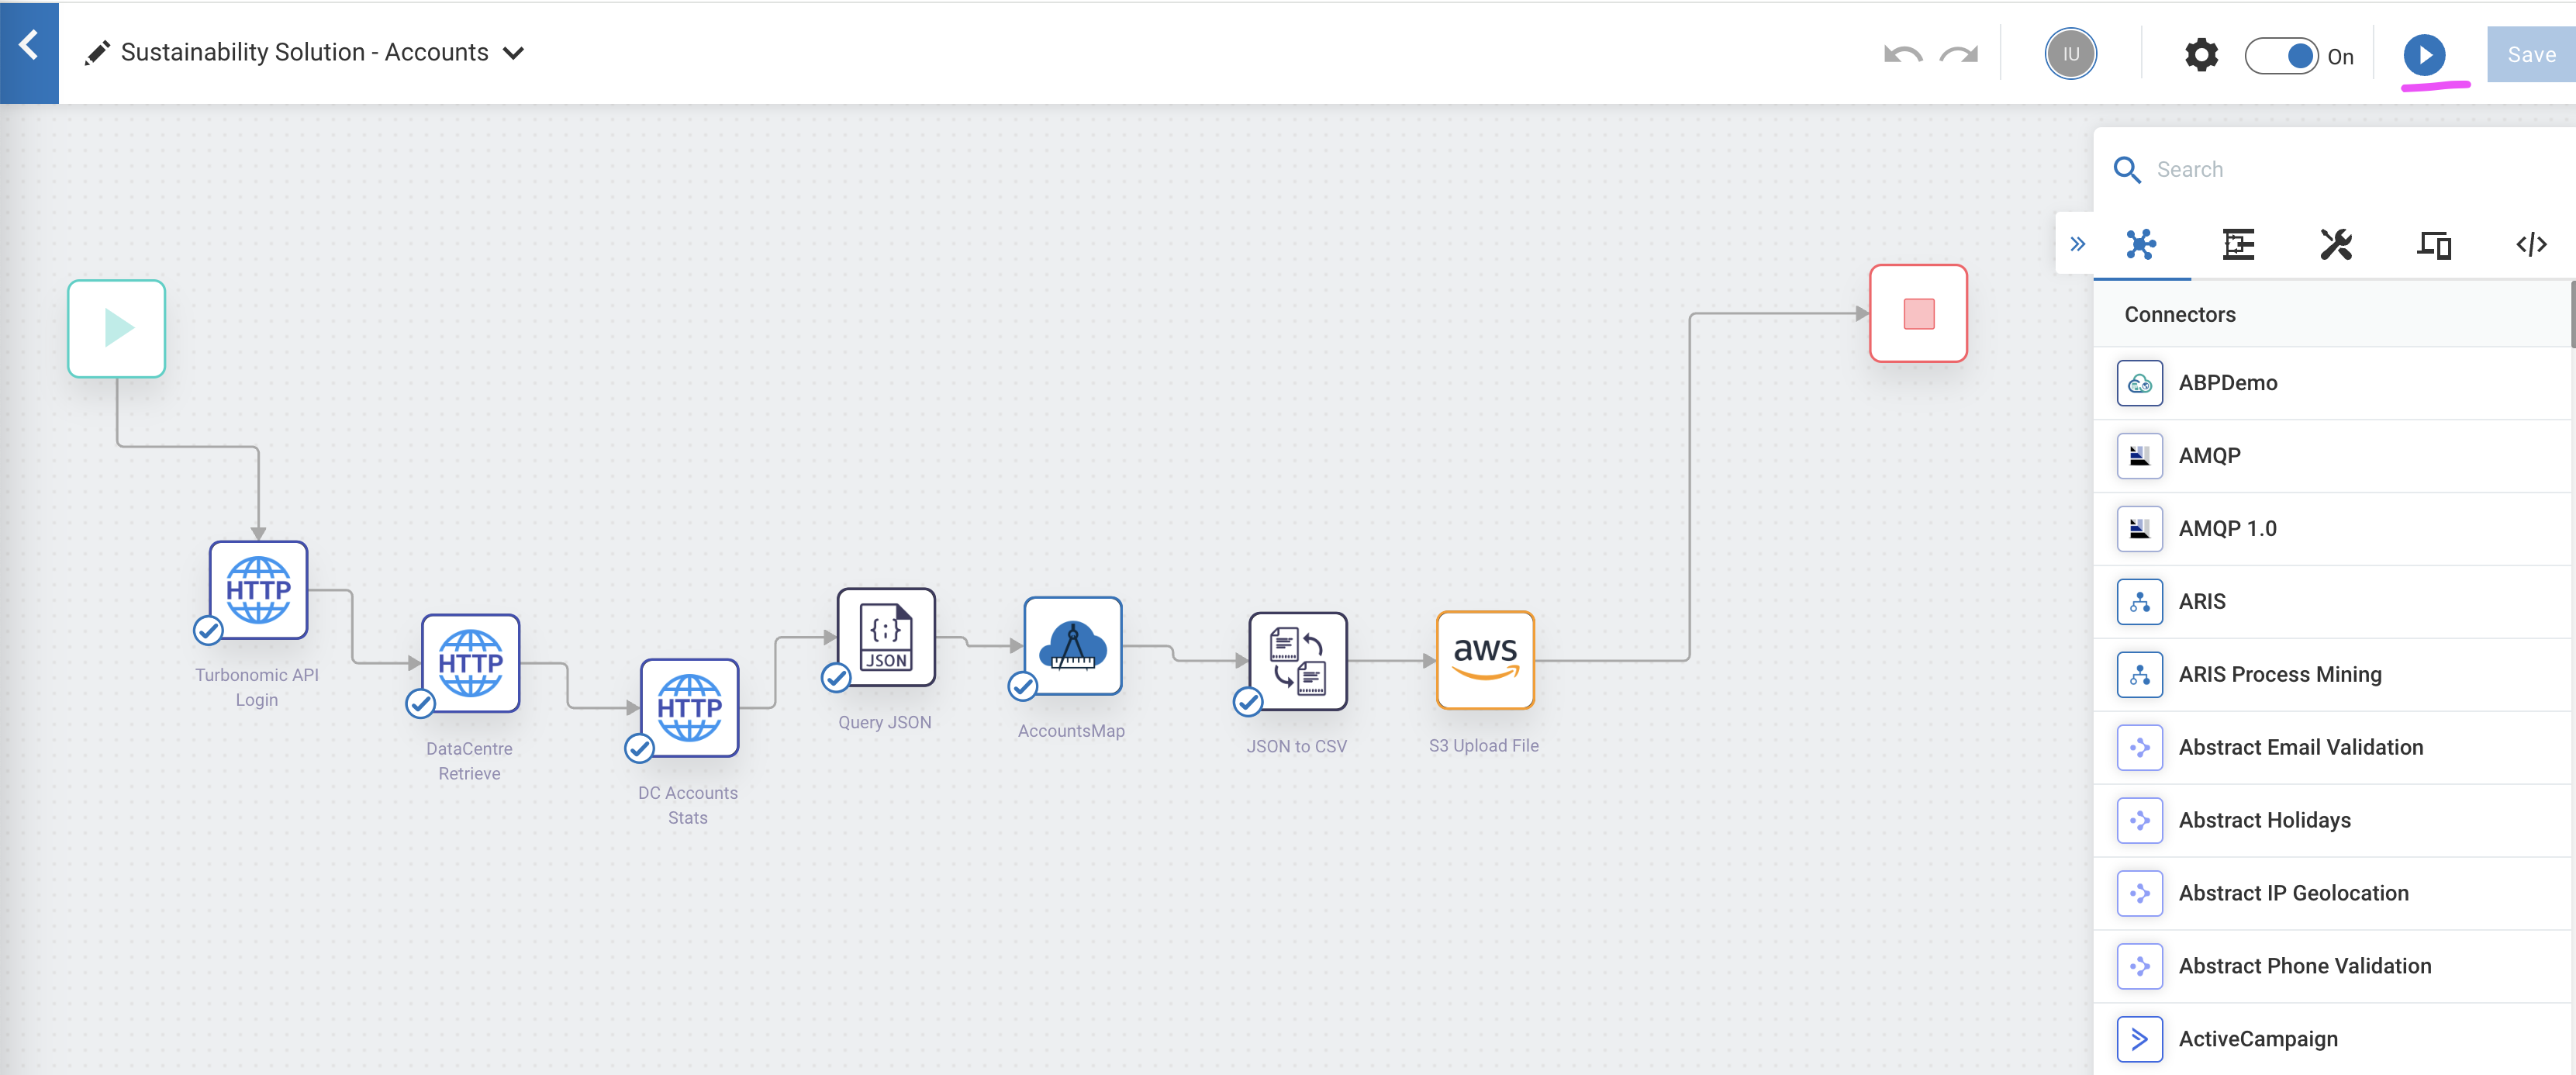 Sustainability Solution - Accounts
IU
On
Save
Search
Connectors
ABPDemo
AMQP
AMQP 1.0
ARIS
ARIS Process Mining
Abstract Email Validation
Abstract Holidays
Abstract IP Geolocation
Abstract Phone Validation
ActiveCampaign
HTTP
Turbonomic API
Login
HTTP
DataCentre
Retrieve
HTTP
DC Accounts
Stats
{;}
JSON
Query JSON
AccountsMap
JSON to CSV
aws
S3 Upload File